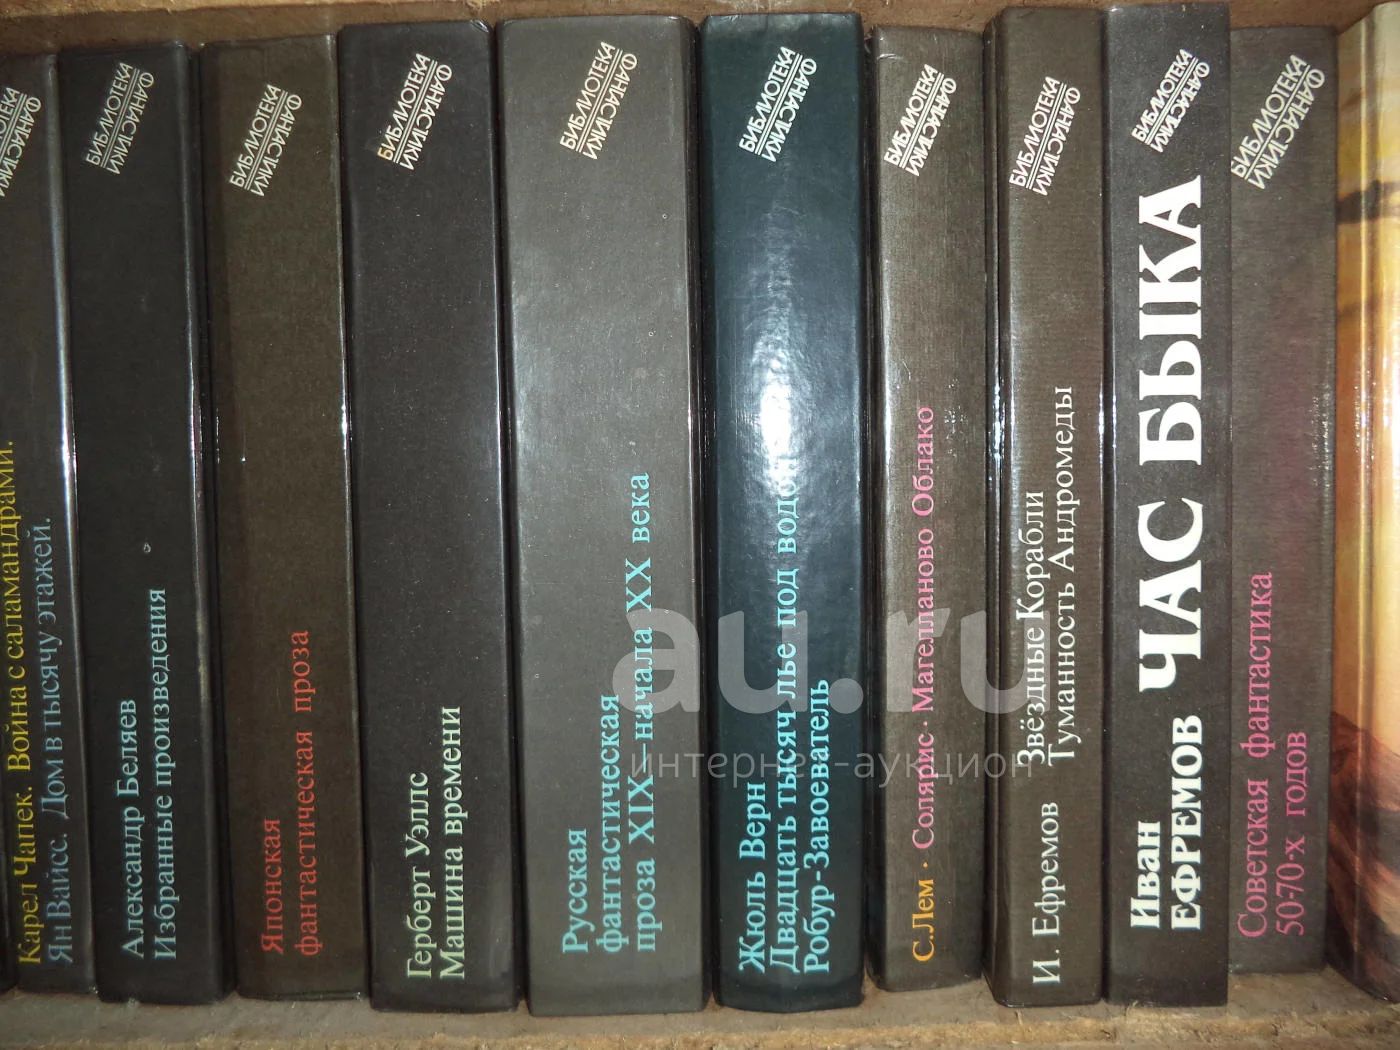 БИБЛИОТЕКА
ФАНТАСТИКИ
Карел Чапек. Война с саламандрами.
Ян Вайсс. Дом в тысячу этажей.
БИБЛИОТЕКА
ФАНТАСТИКИ
Александр Беляев
Избранные произведения
БИБЛИОТЕКА
ФАНТАСТИКИ
Японская
фантастическая проза
БИБЛИОТЕКА
ФАНТАСТИКИ
Герберт Уэллс
Машина времени
БИБЛИОТЕКА
ФАНТАСТИКИ
Русская
фантастическая
проза XIX–начала XX века
БИБЛИОТЕКА
ФАНТАСТИКИ
Жюль Верн
Двадцать тысяч лье под водой
Робур-Завоеватель
БИБЛИОТЕКА
ФАНТАСТИКИ
С.Лем · Солярис · Магелланово Облако
БИБЛИОТЕКА
ФАНТАСТИКИ
И. Ефремов Звёздные Корабли
Туманность Андромеды
БИБЛИОТЕКА
ФАНТАСТИКИ
Иван
ЕФРЕМОВ
ЧАС БЫКА
БИБЛИОТЕКА
ФАНТАСТИКИ
Советская фантастика
50-70-х годов
au.ru
интернет-аукцион